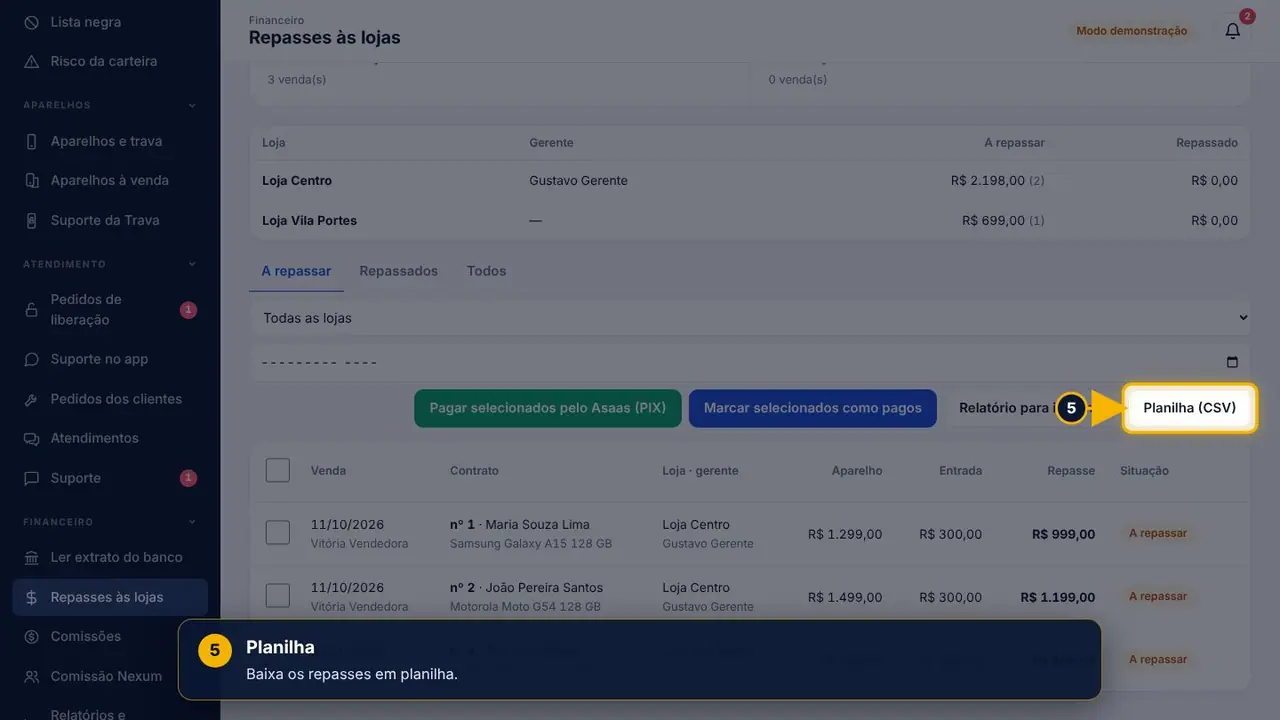 Lista negra
Risco da carteira
APARELHOS
Aparelhos e trava
Aparelhos à venda
Suporte da Trava
ATENDIMENTO
Pedidos de
liberação
1
Suporte no app
Pedidos dos clientes
Atendimentos
Suporte
1
FINANCEIRO
Ler extrato do banco
Repasses às lojas
Comissões
Comissão Nexum
Relatórios e
Financeiro
Repasses às lojas
Modo demonstração
2
3 venda(s)
0 venda(s)
Loja Gerente A repassar Repassado
Loja Centro Gustavo Gerente R$ 2.198,00 (2) R$ 0,00
Loja Vila Portes — R$ 699,00 (1) R$ 0,00
A repassar Repassados Todos
Todas as lojas
--------- ----
Pagar selecionados pelo Asaas (PIX) Marcar selecionados como pagos Relatório para 5 Planilha (CSV)
Venda Contrato Loja · gerente Aparelho Entrada Repasse Situação
11/10/2026 nº 1 · Maria Souza Lima Loja Centro R$ 1.299,00 R$ 300,00 R$ 999,00 A repassar
Vitória Vendedora Samsung Galaxy A15 128 GB Gustavo Gerente
11/10/2026 nº 2 · João Pereira Santos Loja Centro R$ 1.499,00 R$ 300,00 R$ 1.199,00 A repassar
Vitória Vendedora Motorola Moto G54 128 GB Gustavo Gerente
A repassar
5 Planilha
Baixa os repasses em planilha.